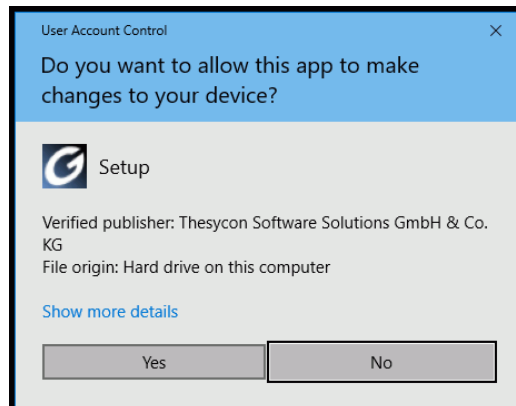 User Account Control
Do you want to allow this app to make
changes to your device?
Setup
Verified publisher: Thesycon Software Solutions GmbH & Co.
KG
File origin: Hard drive on this computer
Show more details
Yes
No